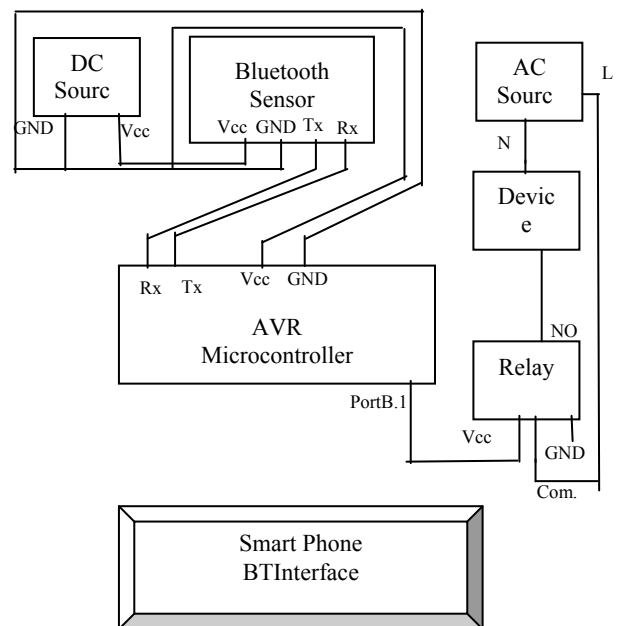 DC
Sourc
GND
Vcc
Bluetooth
Sensor
Vcc GND Tx Rx
AC
Sourc
L
N
Devic
e
NO
Relay
Vcc
GND
Com.
Rx Tx Vcc GND
AVR
Microcontroller
PortB.1
Smart Phone
BTInterface